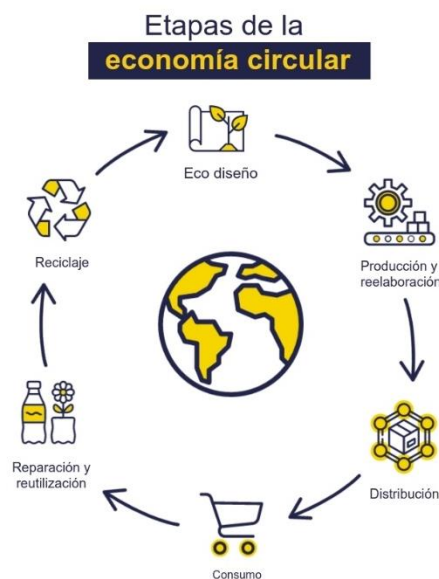 Etapas de la
economía circular
Eco diseño
Producción y
reelaboración
Distribución
Consumo
Reparación y
reutilización
Reciclaje